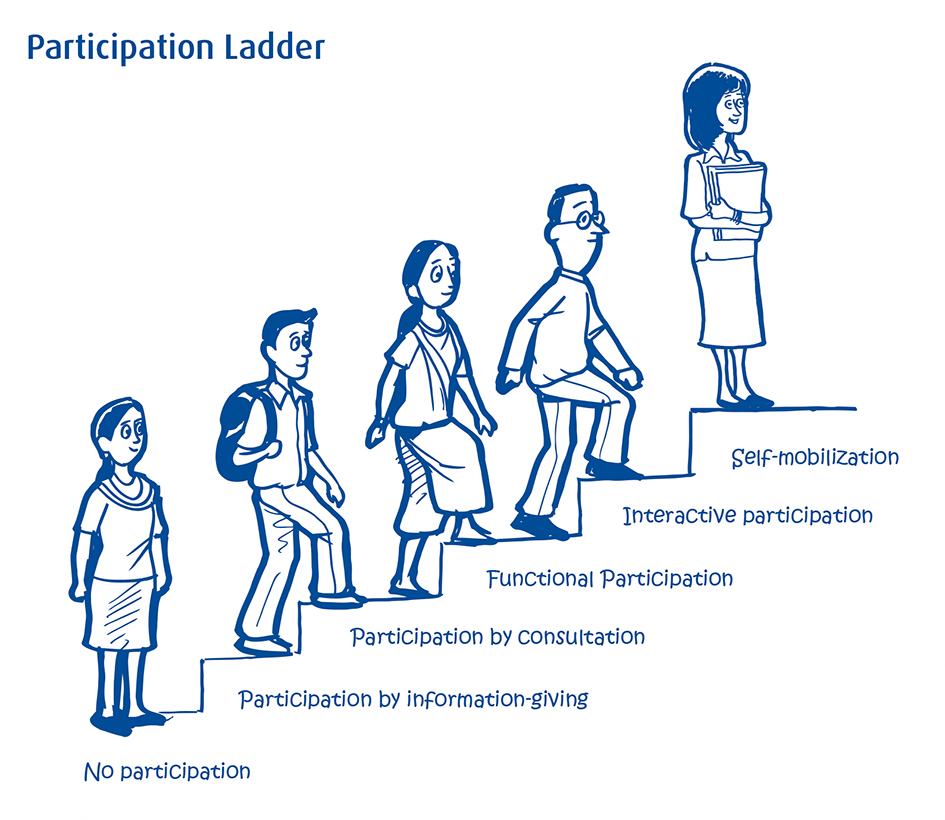 Participation Ladder
Self-mobilization
Interactive participation
Functional Participation
Participation by consultation
Participation by information-giving
No participation